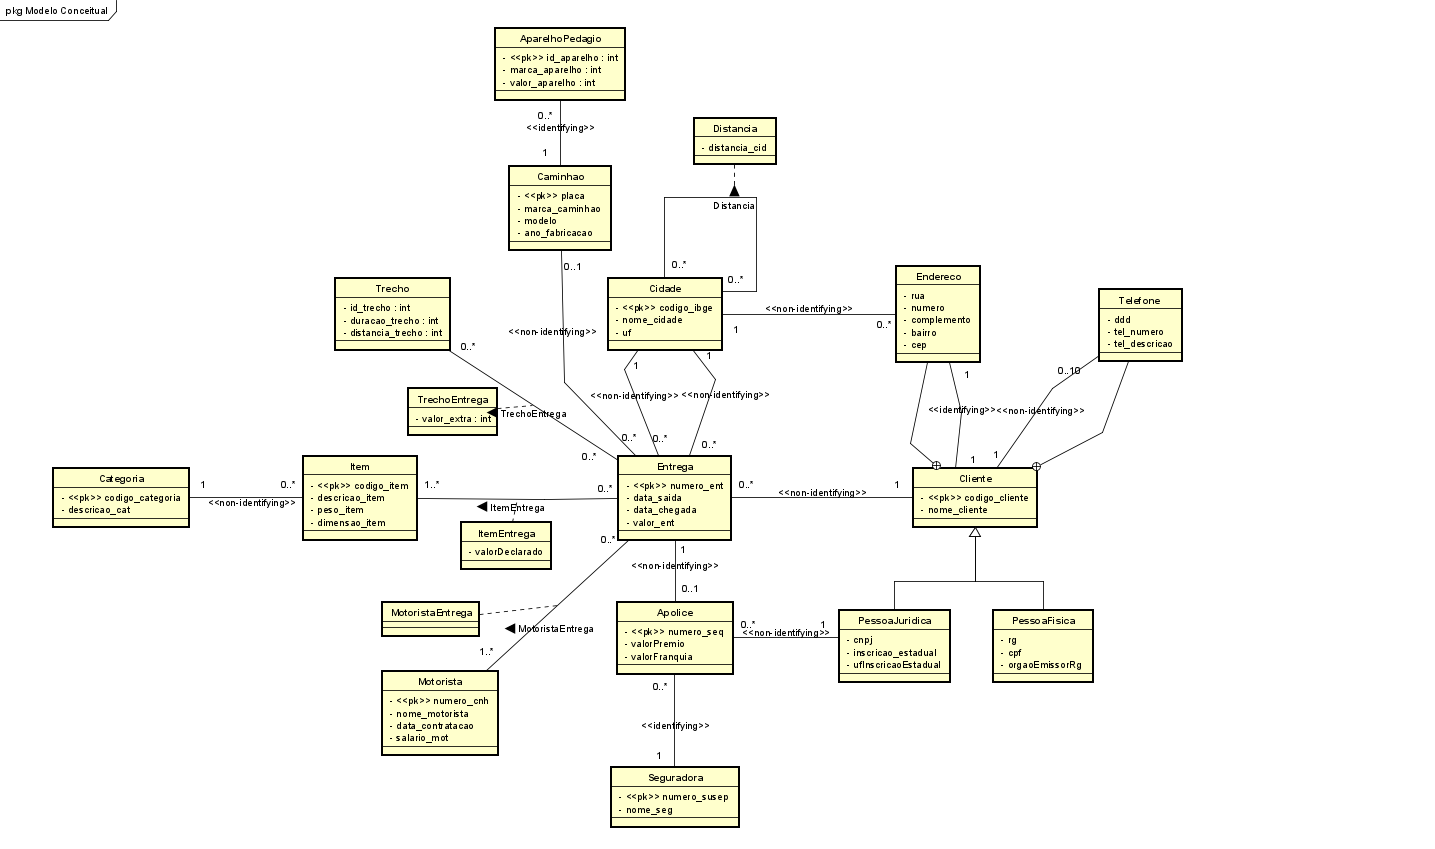 pkg Modelo Conceitual
AparelhoPedagio
- <<pk>> id_aparelho : int
- marca_aparelho : int
- valor_aparelho : int
0..*
<<identifying>>
1
Caminhao
- <<pk>> placa
- marca_caminhao
- modelo
- ano_fabricacao
0..1
<<non-identifying>>
0..*
Distancia
- distancia_cid
Distancia
0..*
0..*
Cidade
- <<pk>> codigo_ibge
- nome_cidade
- uf
1
<<non-identifying>>
0..*
Endereco
- rua
- numero
- complemento
- bairro
- cep
1
<<identifying>>
1
Telefone
- ddd
- tel_numero
- tel_descricao
0..10
<<non-identifying>>
1
Trecho
- id_trecho : int
- duracao_trecho : int
- distancia_trecho : int
0..*
TrechoEntrega
- valor_extra : int
TrechoEntrega
0..*
1
<<non-identifying>>
0..*
1
<<non-identifying>>
0..*
Categoria
- <<pk>> codigo_categoria
- descricao_cat
1
<<non-identifying>>
0..*
Item
- <<pk>> codigo_item
- descricao_item
- peso_item
- dimensao_item
1..*
0..*
ItemEntrega
ItemEntrega
- valorDeclarado
Entrega
- <<pk>> numero_ent
- data_saida
- data_chegada
- valor_ent
0..*
<<non-identifying>>
1
Cliente
- <<pk>> codigo_cliente
- nome_cliente
0..*
MotoristaEntrega
MotoristaEntrega
1..*
Motorista
- <<pk>> numero_cnh
- nome_motorista
- data_contratacao
- salario_mot
1
<<non-identifying>>
0..1
Apolice
- <<pk>> numero_seq
- valorPremio
- valorFranquia
0..*
<<non-identifying>>
1
PessoaJuridica
- cnpj
- inscricao_estadual
- ufInscricaoEstadual
PessoaFisica
- rg
- cpf
- orgaoEmissorRg
0..*
<<identifying>>
1
Seguradora
- <<pk>> numero_susep
- nome_seg